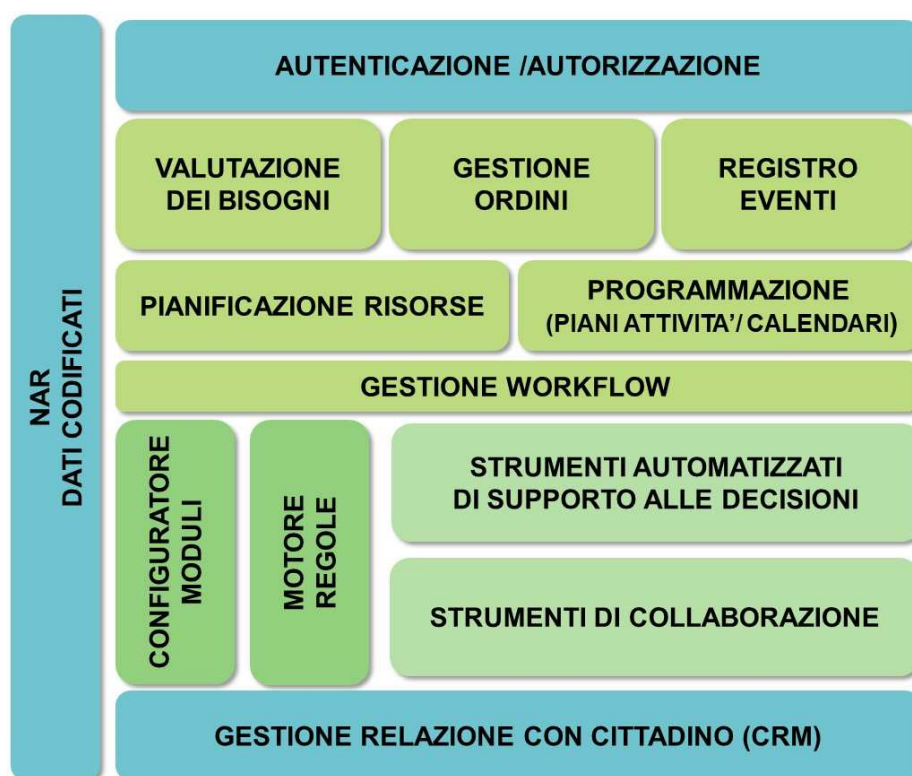 NAR
DATI CODIFICATI
AUTENTICAZIONE /AUTORIZZAZIONE
VALUTAZIONE
DEI BISOGNI
GESTIONE
ORDINI
REGISTRO
EVENTI
PIANIFICAZIONE RISORSE
PROGRAMMAZIONE
(PIANI ATTIVITA’/ CALENDARI)
GESTIONE WORKFLOW
CONFIGURATORE
MODULI
MOTORE
REGOLE
STRUMENTI AUTOMATIZZATI
DI SUPPORTO ALLE DECISIONI
STRUMENTI DI COLLABORAZIONE
GESTIONE RELAZIONE CON CITTADINO (CRM)